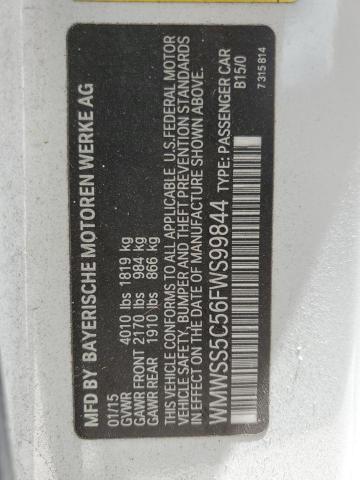 MFD BY BAYERISCHE MOTOREN WERKE AG
01/15
GVWR 4010 lbs 1819 kg
GAWR FRONT 2170 lbs 984 kg
GAWR REAR 1910 lbs 866 kg
THIS VEHICLE CONFORMS TO ALL APPLICABLE U.S.FEDERAL MOTOR
VEHICLE SAFETY, BUMPER, AND THEFT PREVENTION STANDARDS
IN EFFECT ON THE DATE OF MANUFACTURE SHOWN ABOVE.
WMWSS5C56FWS99844 TYPE: PASSENGER CAR
B15/0
7315814